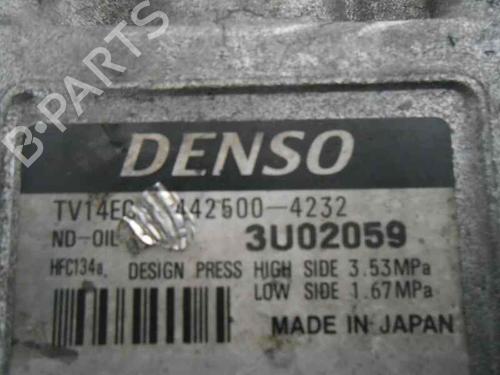 B-PARTS
DENSO
TV14EC 442500-4232
ND-OIL 3U02059
HFC134a. DESIGN PRESS HIGH SIDE 3.53MPa
LOW SIDE 1.67MPa
MADE IN JAPAN